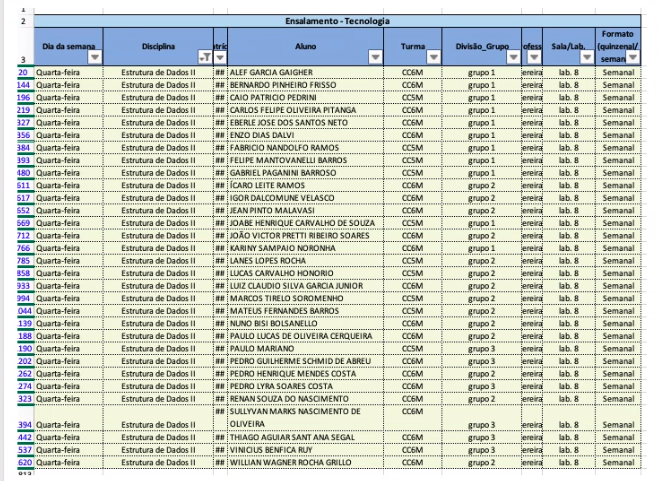 2 Ensalamento - Tecnologia
Formato
Dia da semana Disciplina Aluno Turma Divisão_Grupo ofess Sala/Lab. (quinzenal/
3 seman
20 Quarta-feira Estrutura de Dados II ## ALEF GARCIA GAIGHER CC6M grupo 1 ereira lab. 8 Semanal
144 Quarta-feira Estrutura de Dados II ## BERNARDO PINHEIRO FRISSO CC6M grupo 1 ereira lab. 8 Semanal
196 Quarta-feira Estrutura de Dados II ## CAIO PATRICIO PEDRINI CC5M grupo 1 ereira lab. 8 Semanal
219 Quarta-feira Estrutura de Dados II ## CARLOS FELIPE OLIVEIRA PITANGA CC6M grupo 1 ereira lab. 8 Semanal
327 Quarta-feira Estrutura de Dados II ## EBERLE JOSE DOS SANTOS NETO CC6M grupo 1 ereira lab. 8 Semanal
356 Quarta-feira Estrutura de Dados II ## ENZO DIAS DALVI CC6M grupo 1 ereira lab. 8 Semanal
384 Quarta-feira Estrutura de Dados II ## FABRICIO NANDOLFO RAMOS CC5M grupo 1 ereira lab. 8 Semanal
393 Quarta-feira Estrutura de Dados II ## FELIPE MANTOVANELLI BARROS CC5M grupo 1 ereira lab. 8 Semanal
480 Quarta-feira Estrutura de Dados II ## GABRIEL PAGANINI BARROSO CC5M grupo 1 ereira lab. 8 Semanal
611 Quarta-feira Estrutura de Dados II ## ÍCARO LEITE RAMOS CC6M grupo 2 ereira lab. 8 Semanal
617 Quarta-feira Estrutura de Dados II ## IGOR DALCOMUNE VELASCO CC6M grupo 2 ereira lab. 8 Semanal
652 Quarta-feira Estrutura de Dados II ## JEAN PINTO MALAVASI CC6M grupo 2 ereira lab. 8 Semanal
669 Quarta-feira Estrutura de Dados II ## JOABE HENRIQUE CARVALHO DE SOUZA CC5M grupo 1 ereira lab. 8 Semanal
712 Quarta-feira Estrutura de Dados II ## JOÃO VICTOR PRETTI RIBEIRO SOARES CC6M grupo 2 ereira lab. 8 Semanal
766 Quarta-feira Estrutura de Dados II ## KARINY SAMPAIO NORONHA CC6M grupo 1 ereira lab. 8 Semanal
785 Quarta-feira Estrutura de Dados II ## LANES LOPES ROCHA CC5M grupo 2 ereira lab. 8 Semanal
858 Quarta-feira Estrutura de Dados II ## LUCAS CARVALHO HONORIO CC5M grupo 2 ereira lab. 8 Semanal
933 Quarta-feira Estrutura de Dados II ## LUIZ CLAUDIO SILVA GARCIA JUNIOR CC6M grupo 2 ereira lab. 8 Semanal
994 Quarta-feira Estrutura de Dados II ## MARCOS TIRELO SOROMENHO CC5M grupo 2 ereira lab. 8 Semanal
044 Quarta-feira Estrutura de Dados II ## MATEUS FERNANDES BARROS CC5M grupo 2 ereira lab. 8 Semanal
139 Quarta-feira Estrutura de Dados II ## NUNO BISI BOLSANELLO CC6M grupo 2 ereira lab. 8 Semanal
188 Quarta-feira Estrutura de Dados II ## PAULO LUCAS DE OLIVEIRA CERQUEIRA CC6M grupo 2 ereira lab. 8 Semanal
190 Quarta-feira Estrutura de Dados II ## PAULO MARIANO CC5M grupo 3 ereira lab. 8 Semanal
202 Quarta-feira Estrutura de Dados II ## PEDRO GUILHERME SCHMID DE ABREU CC6M grupo 3 ereira lab. 8 Semanal
262 Quarta-feira Estrutura de Dados II ## PEDRO HENRIQUE MENDES COSTA CC6M grupo 2 ereira lab. 8 Semanal
274 Quarta-feira Estrutura de Dados II ## PEDRO LYRA SOARES COSTA CC6M grupo 3 ereira lab. 8 Semanal
323 Quarta-feira Estrutura de Dados II ## RENAN SOUZA DO NASCIMENTO CC6M grupo 2 ereira lab. 8 Semanal
## SULLYVAN MARKS NASCIMENTO DE CC6M
394 Quarta-feira Estrutura de Dados II OLIVEIRA grupo 3 ereira lab. 8 Semanal
442 Quarta-feira Estrutura de Dados II ## THIAGO AGUIAR SANT ANA SEGAL CC6M grupo 3 ereira lab. 8 Semanal
537 Quarta-feira Estrutura de Dados II ## VINICIUS BENFICA RUY CC6M grupo 3 ereira lab. 8 Semanal
620 Quarta-feira Estrutura de Dados II ## WILLIAN WAGNER ROCHA GRILLO CC6M grupo 2 ereira lab. 8 Semanal